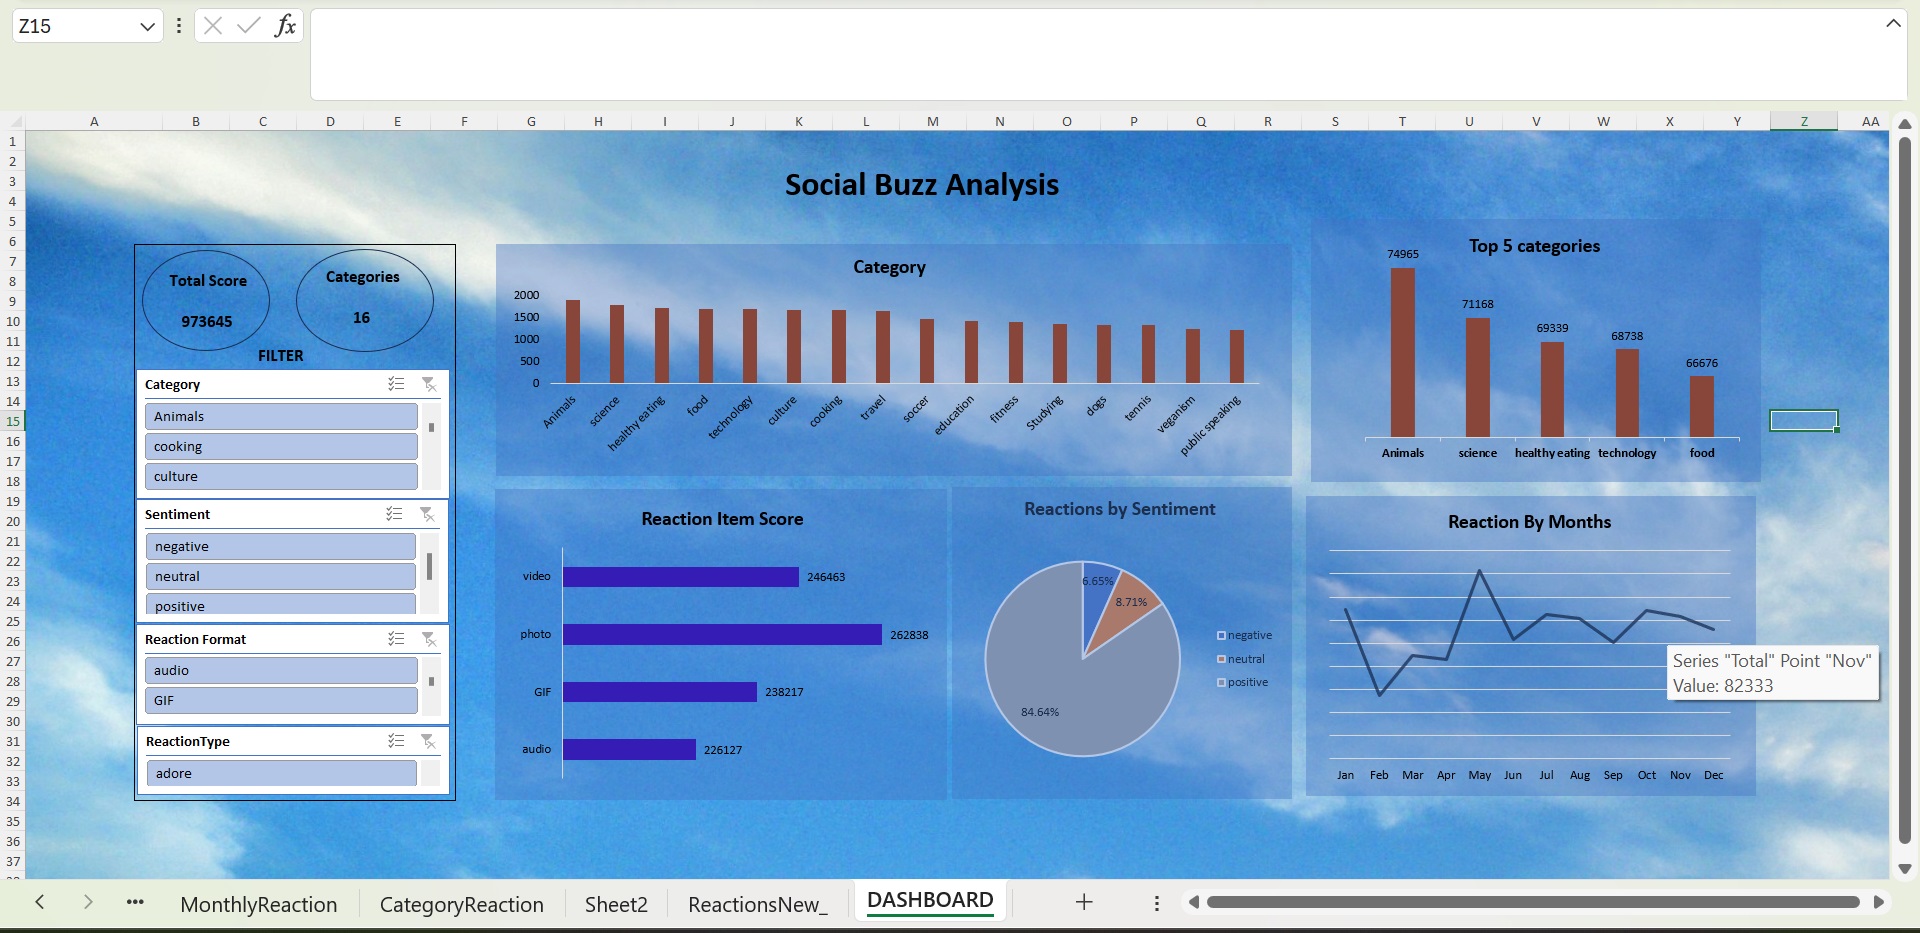 Z15
fx
A B C D E F G H I J K L M N O P Q R S T U V W X Y Z AA
1
2
3
4
5
6
7
8
9
10
11
12
13
14
15
16
17
18
19
20
21
22
23
24
25
26
27
28
29
30
31
32
33
34
35
36
37
Social Buzz Analysis
Total Score
973645
Categories
16
FILTER
Category
Animals
cooking
culture
Sentiment
negative
neutral
positive
Reaction Format
audio
GIF
ReactionType
adore
Category
2000
1500
1000
500
0
Animals
science
healthy eating
food
technology
culture
cooking
travel
soccer
education
fitness
Studying
dogs
tennis
veganism
public speaking
Top 5 categories
74965
71168
69339
68738
66676
Animals science healthy eating technology food
Reaction Item Score
video 246463
photo 262838
GIF 238217
audio 226127
Reactions by Sentiment
6.65%
8.71%
84.64%
negative
neutral
positive
Reaction By Months
Series "Total" Point "Nov"
Value: 82333
Jan Feb Mar Apr May Jun Jul Aug Sep Oct Nov Dec
MonthlyReaction CategoryReaction Sheet2 ReactionsNew_ DASHBOARD